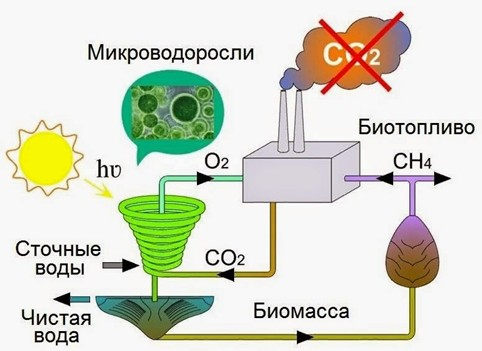 Микроводоросли
CO2
Биотопливо
hυ
O2
CH4
Сточные
воды
CO2
Чистая
вода
Биомасса